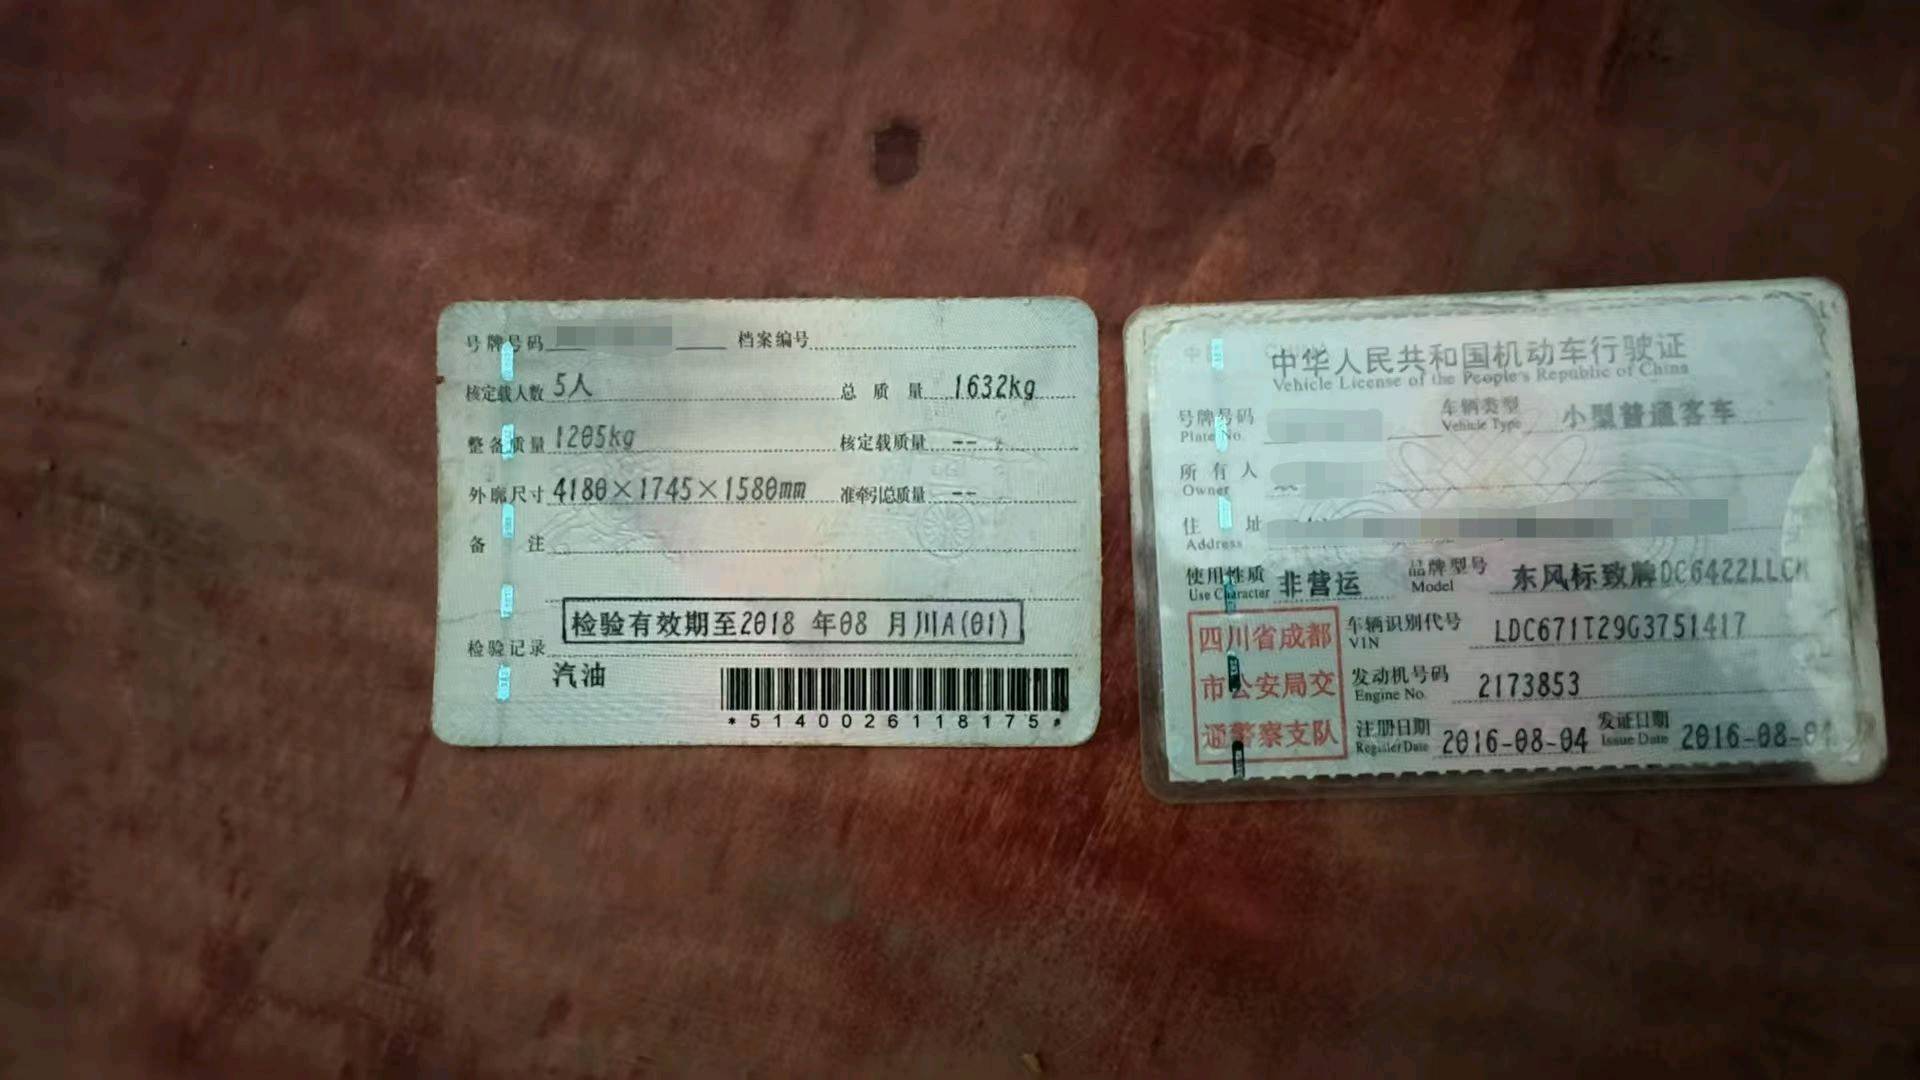 号牌号码 档案编号
核定载人数 5人 总质量 1632kg
整备质量 1205kg 核定载质量 --
外廓尺寸 4180×1745×1580mm 准牵引总质量 --
备注
检验有效期至2018 年08 月川A(01)
检验记录
汽油
*5140026118175*
中华人民共和国机动车行驶证
Vehicle License of the People's Republic of China
号牌号码 车辆类型 小型普通客车
Plate No. Vehicle Type
所有人
Owner
住址
Address
使用性质 非营运 品牌型号 东风标致牌DC6422LLCM
Use Character Model
四川省成都 车辆识别代号 LDC671T29G3751417
VIN
市公安局交 发动机号码 2173853
Engine No.
通警察支队 注册日期 2016-08-04 发证日期 2016-08-04
Register Date Issue Date